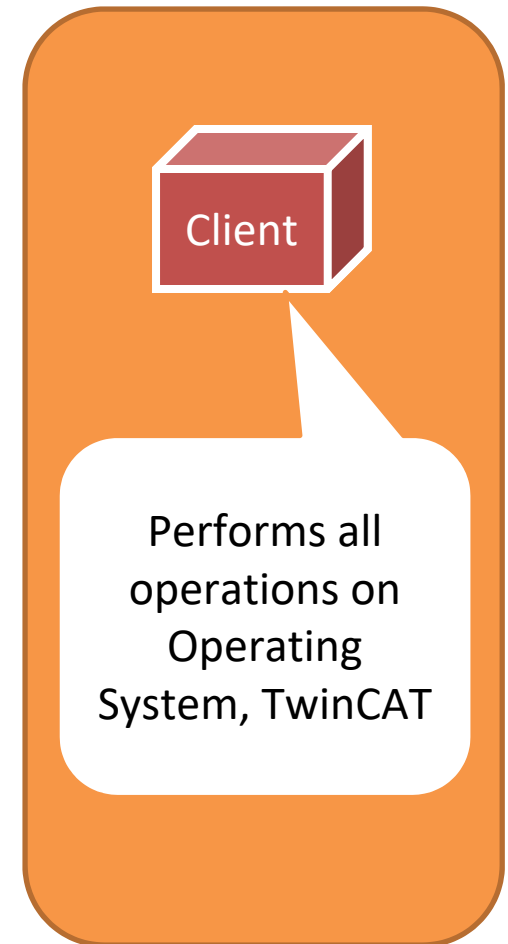 Client
Performs all
operations on
Operating
System, TwinCAT